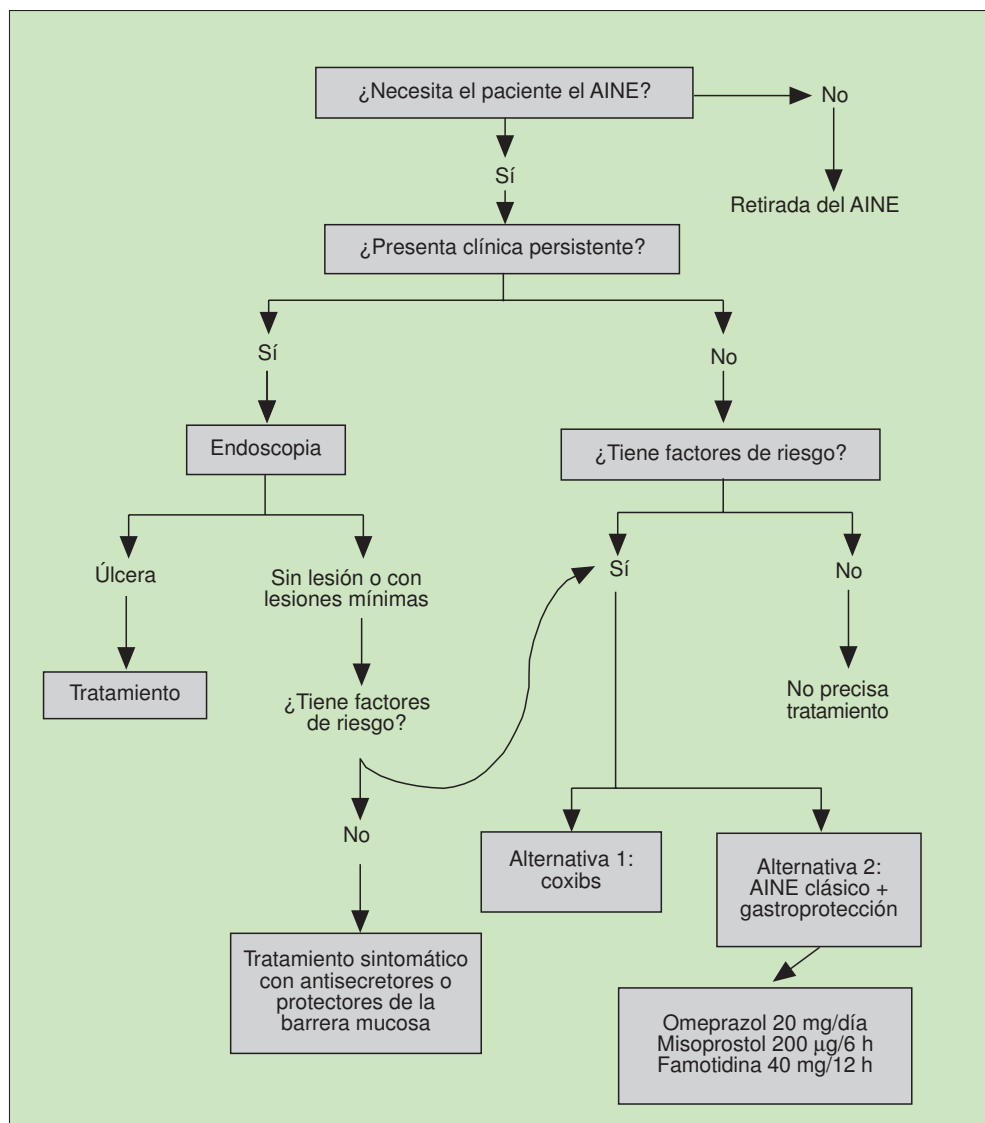 ¿Necesita el paciente el AINE?
No
Sí
Retirada del AINE
¿Presenta clínica persistente?
Sí
No
Endoscopia
¿Tiene factores de riesgo?
Úlcera
Sin lesión o con
lesiones mínimas
Sí
No
Tratamiento
¿Tiene factores
de riesgo?
No precisa
tratamiento
No
Alternativa 1:
coxibs
Alternativa 2:
AINE clásico +
gastroprotección
Tratamiento sintomático
con antisecretores o
protectores de la
barrera mucosa
Omeprazol 20 mg/día
Misoprostol 200 μg/6 h
Famotidina 40 mg/12 h